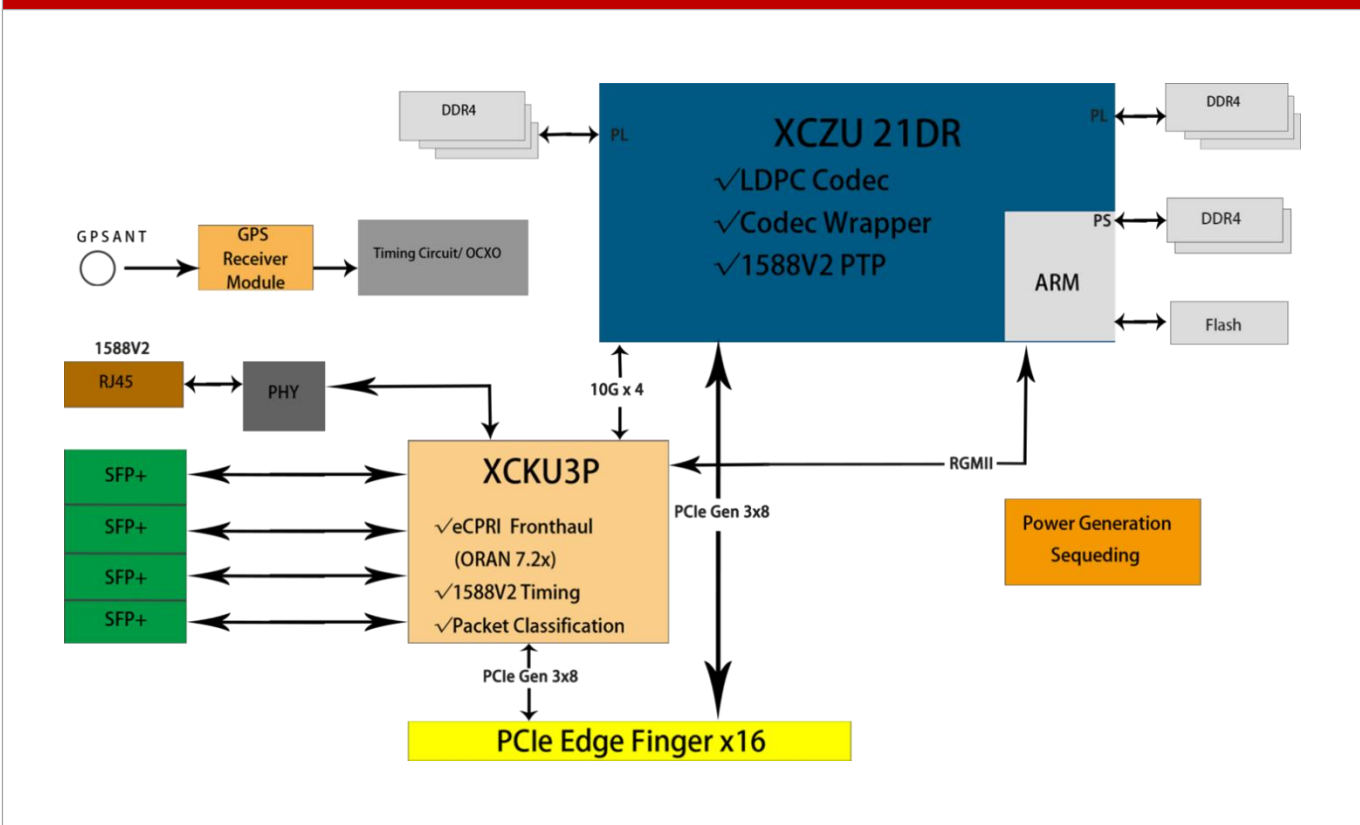 DDR4
PL
XCZU 21DR
√LDPC Codec
√Codec Wrapper
√1588V2 PTP
PL
DDR4
PS
DDR4
ARM
Flash
GPSANT
GPS
Receiver
Module
Timing Circuit/ OCXO
1588V2
RJ45
PHY
10G x 4
SFP+
SFP+
SFP+
SFP+
XCKU3P
√eCPRI Fronthaul
(ORAN 7.2x)
√1588V2 Timing
√Packet Classification
RGMII
PCIe Gen 3x8
Power Generation
Sequeding
PCIe Gen 3x8
PCIe Edge Finger x16